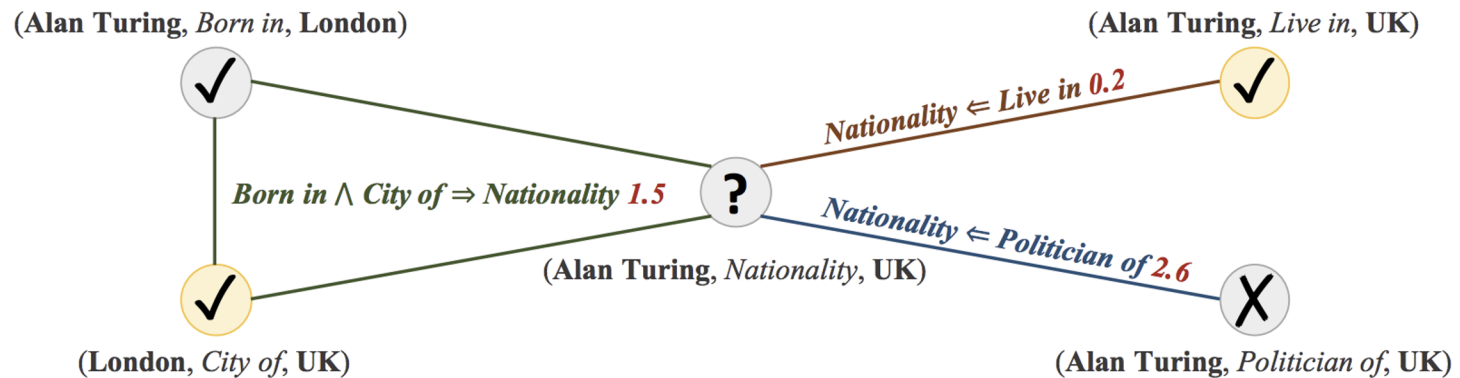 (Alan Turing, Born in, London)
(Alan Turing, Live in, UK)
Nationality ⇐ Live in 0.2
Born in ∧ City of ⇒ Nationality 1.5
?
Nationality ⇐ Politician of 2.6
(Alan Turing, Nationality, UK)
(London, City of, UK)
(Alan Turing, Politician of, UK)